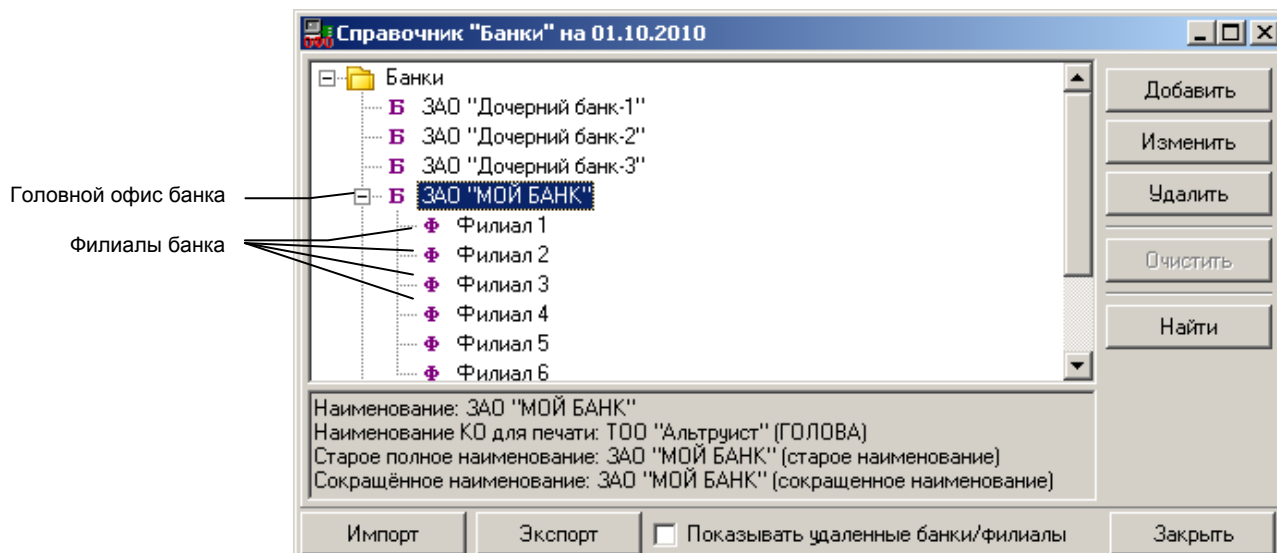 Справочник "Банки" на 01.10.2010
Банки
Б ЗАО "Дочерний банк-1"
Б ЗАО "Дочерний банк-2"
Б ЗАО "Дочерний банк-3"
Головной офис банка
Б ЗАО "МОЙ БАНК"
Филиалы банка
Ф Филиал 1
Ф Филиал 2
Ф Филиал 3
Ф Филиал 4
Ф Филиал 5
Ф Филиал 6
Добавить
Изменить
Удалить
Очистить
Найти
Наименование: ЗАО "МОЙ БАНК"
Наименование КО для печати: ТОО "Альтруист" (ГОЛОВА)
Старое полное наименование: ЗАО "МОЙ БАНК" (старое наименование)
Сокращённое наименование: ЗАО "МОЙ БАНК" (сокращенное наименование)
Импорт
Экспорт
Показывать удаленные банки/филиалы
Закрыть